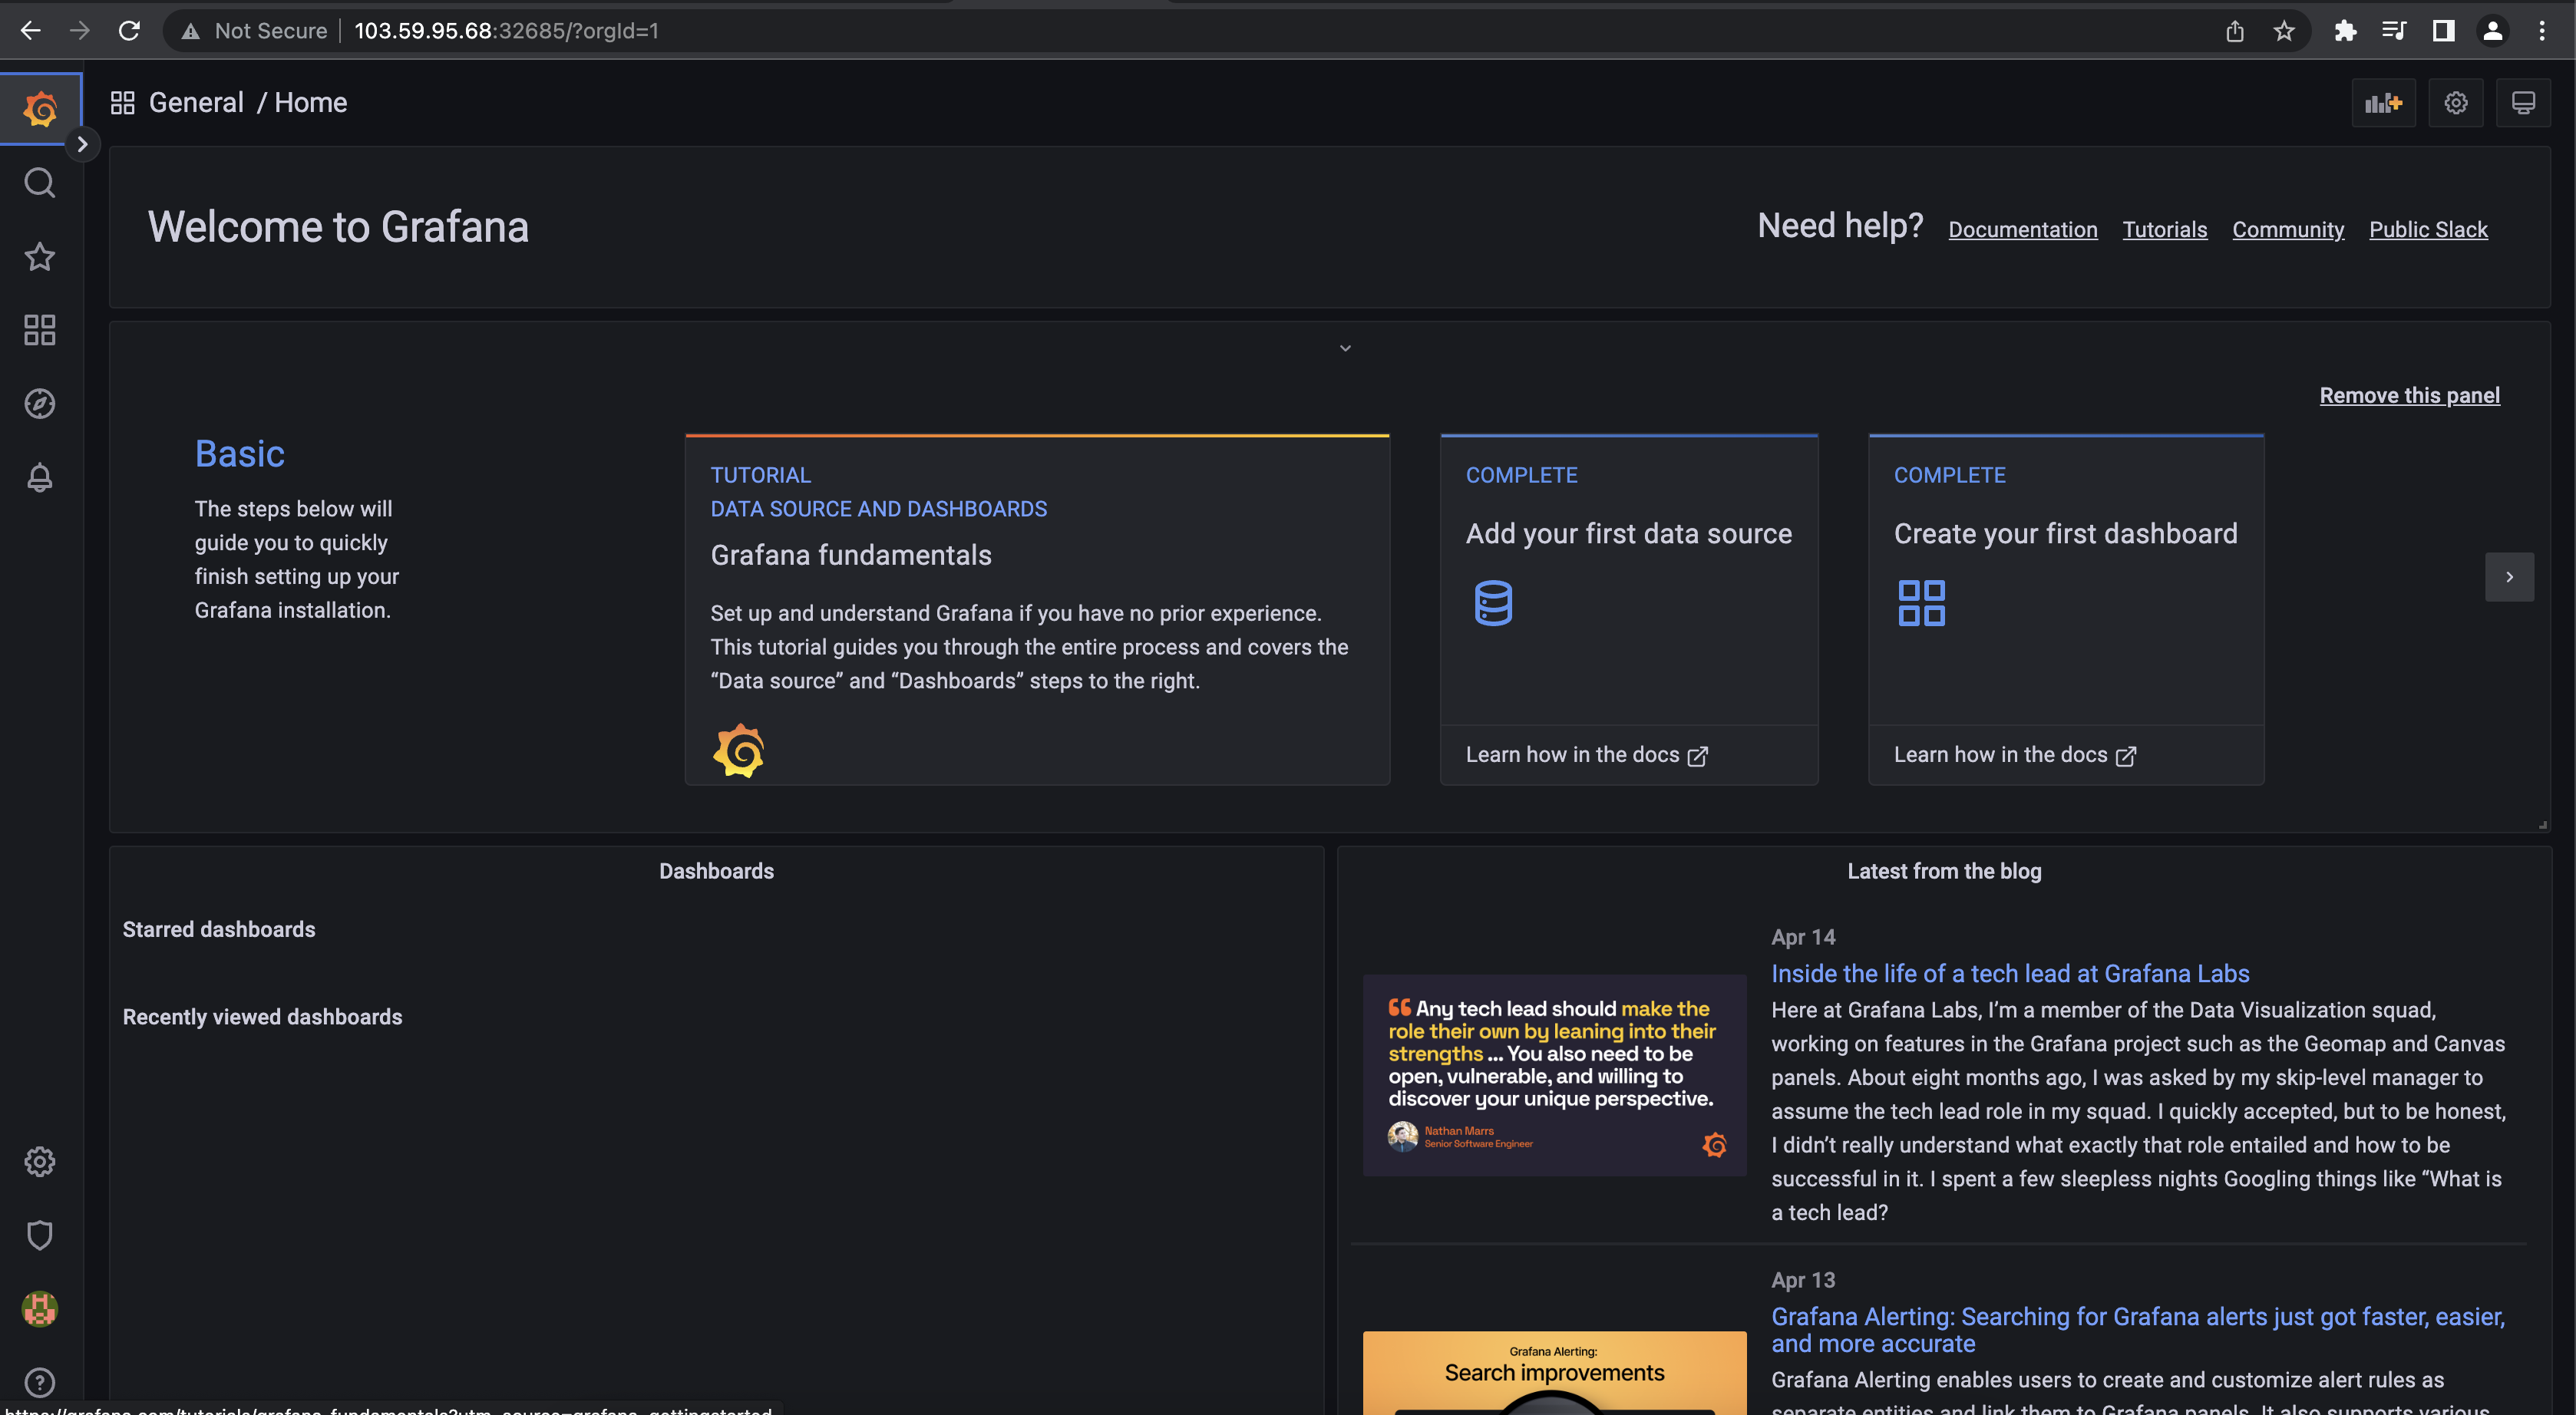 Not Secure
103.59.95.68:32685/?orgId=1
General / Home
Welcome to Grafana
Need help?
Documentation
Tutorials
Community
Public Slack
Remove this panel
Basic
The steps below will
guide you to quickly
finish setting up your
Grafana installation.
TUTORIAL
DATA SOURCE AND DASHBOARDS
Grafana fundamentals
Set up and understand Grafana if you have no prior experience.
This tutorial guides you through the entire process and covers the
“Data source” and “Dashboards” steps to the right.
COMPLETE
Add your first data source
Learn how in the docs
COMPLETE
Create your first dashboard
Learn how in the docs
Dashboards
Starred dashboards
Recently viewed dashboards
Latest from the blog
“Any tech lead should make the
role their own by leaning into their
strengths ... You also need to be
open, vulnerable, and willing to
discover your unique perspective.
Nathan Marrs
Senior Software Engineer
Apr 14
Inside the life of a tech lead at Grafana Labs
Here at Grafana Labs, I’m a member of the Data Visualization squad,
working on features in the Grafana project such as the Geomap and Canvas
panels. About eight months ago, I was asked by my skip-level manager to
assume the tech lead role in my squad. I quickly accepted, but to be honest,
I didn’t really understand what exactly that role entailed and how to be
successful in it. I spent a few sleepless nights Googling things like “What is
a tech lead?
Grafana Alerting:
Search improvements
Apr 13
Grafana Alerting: Searching for Grafana alerts just got faster, easier,
and more accurate
Grafana Alerting enables users to create and customize alert rules as
separate entities and link them to Grafana panels. It also supports various
https://grafana.com/tutorials/grafana-fundamentals?utm_source=grafana_gettingstarted